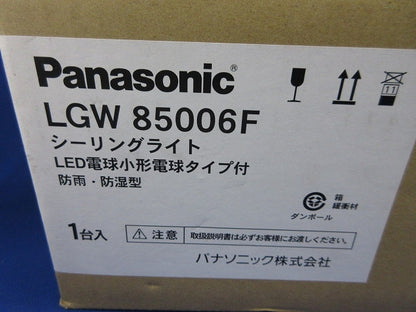 Panasonic®
LGW 85006F
シーリングライト
LED電球小形電球タイプ付
防雨・防湿型
11
箱
緩衝材
ダンボール
1台入
注意 取扱説明書は必ずお客様にお渡しください。
パナソニック株式会社